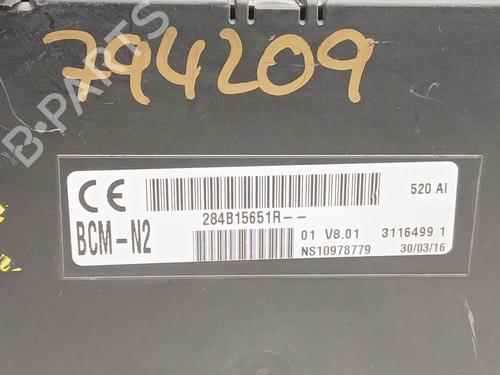 794209
B-PARTS
CE
520 AI
284B15651R--
BCM-N2
01 V8.01 3116499 1
NS10978779 30/03/16